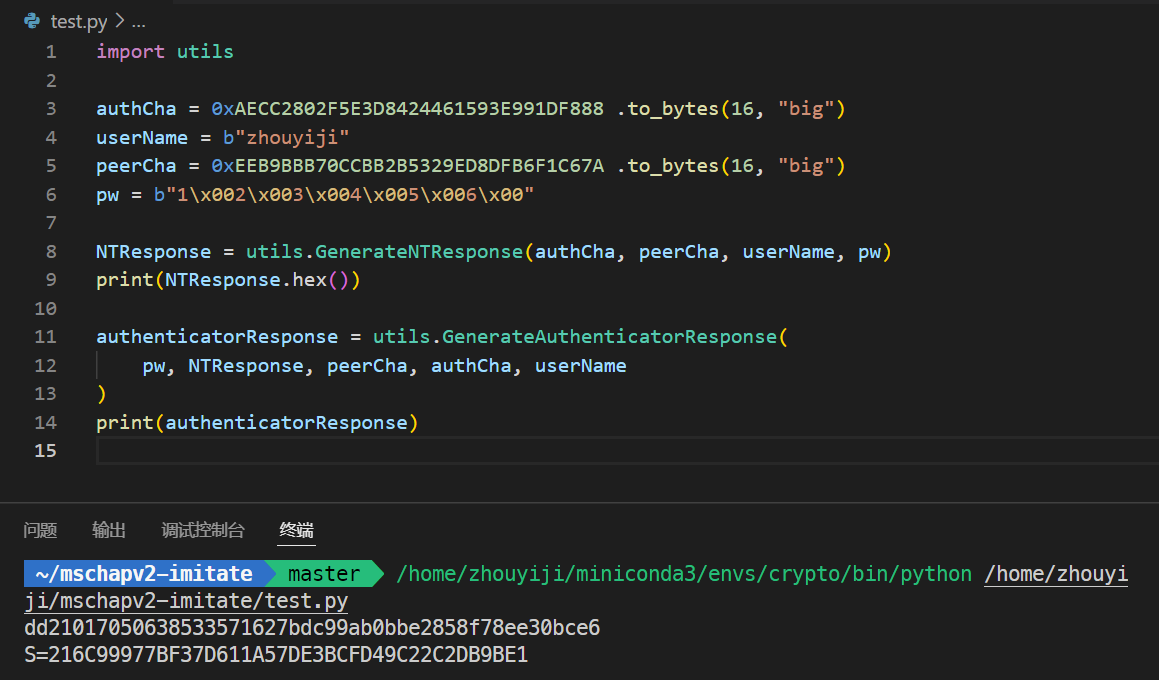 test.py > ...
1 import utils
2
3 authCha = 0xAECC2802F5E3D8424461593E991DF888 .to_bytes(16, "big")
4 userName = b"zhouyiji"
5 peerCha = 0xEEB9BBB70CCBB2B5329ED8DFB6F1C67A .to_bytes(16, "big")
6 pw = b"1\x002\x003\x004\x005\x006\x00"
7
8 NTResponse = utils.GenerateNTResponse(authCha, peerCha, userName, pw)
9 print(NTResponse.hex())
10
11 authenticatorResponse = utils.GenerateAuthenticatorResponse(
12     pw, NTResponse, peerCha, authCha, userName
13 )
14 print(authenticatorResponse)
15
问题 输出 调试控制台 终端
~/mschapv2-imitate master /home/zhouyiji/miniconda3/envs/crypto/bin/python /home/zhouyi
ji/mschapv2-imitate/test.py
dd21017050638533571627bdc99ab0bbe2858f78ee30bce6
S=216C99977BF37D611A57DE3BCFD49C22C2DB9BE1